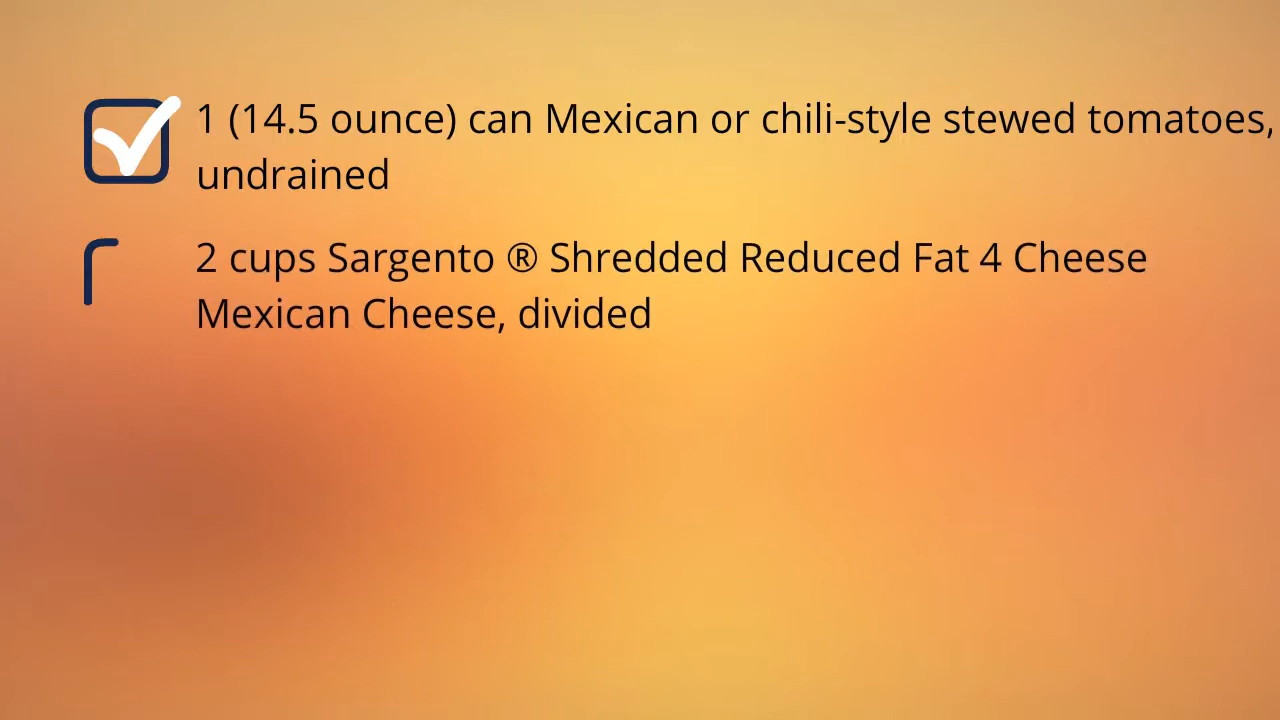 1 (14.5 ounce) can Mexican or chili-style stewed tomatoes,
undrained
2 cups Sargento ® Shredded Reduced Fat 4 Cheese
Mexican Cheese, divided